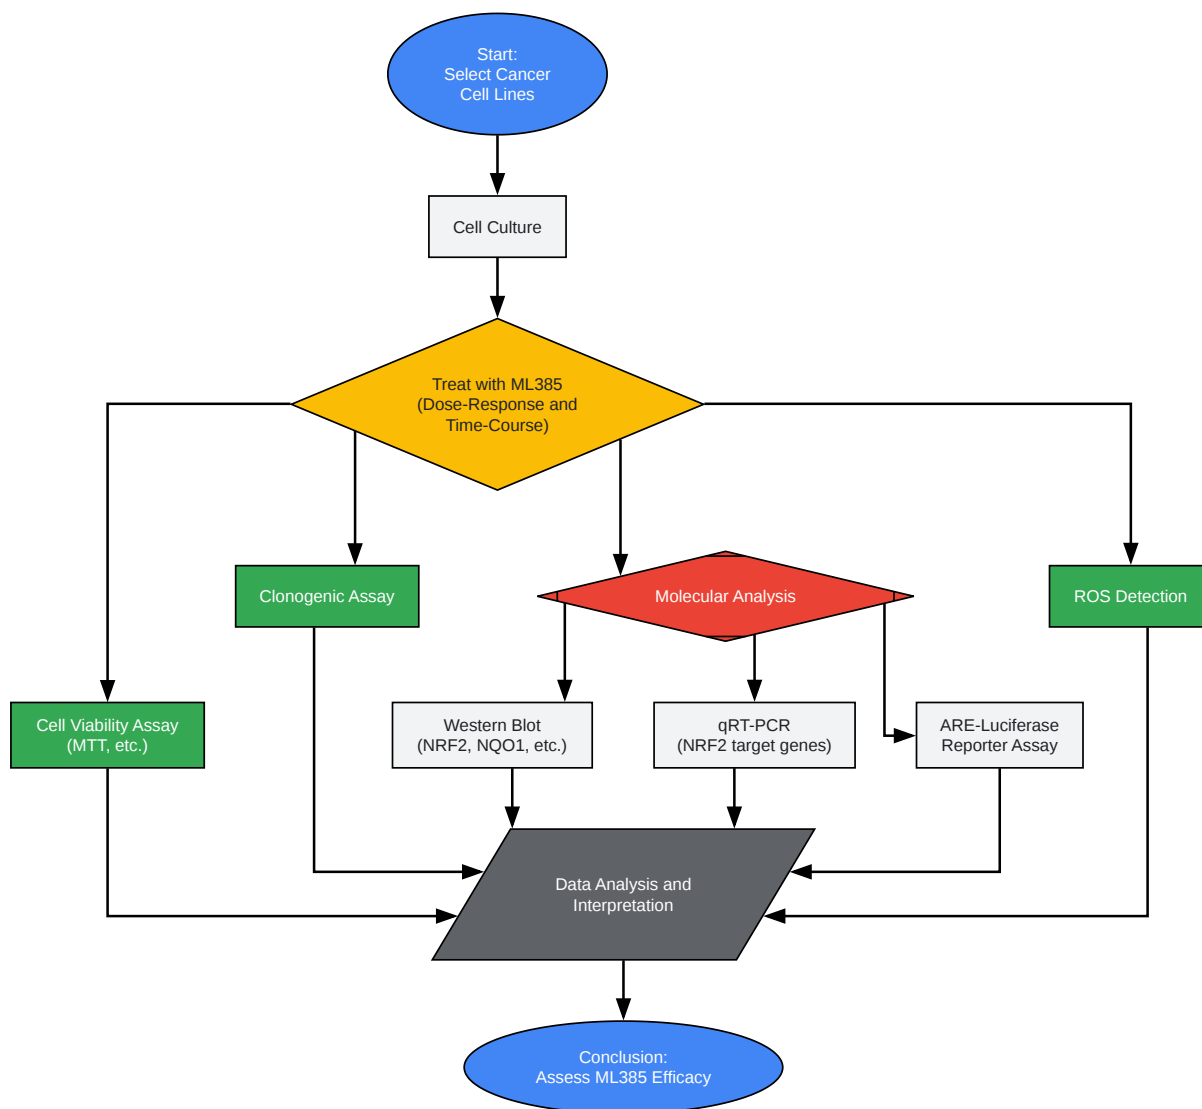 Start:
Select Cancer
Cell Lines
Cell Culture
Treat with ML385
(Dose-Response and
Time-Course)
Clonogenic Assay
Molecular Analysis
ROS Detection
Cell Viability Assay
(MTT, etc.)
Western Blot
(NRF2, NQO1, etc.)
qRT-PCR
(NRF2 target genes)
ARE-Luciferase
Reporter Assay
Data Analysis and
Interpretation
Conclusion:
Assess ML385 Efficacy